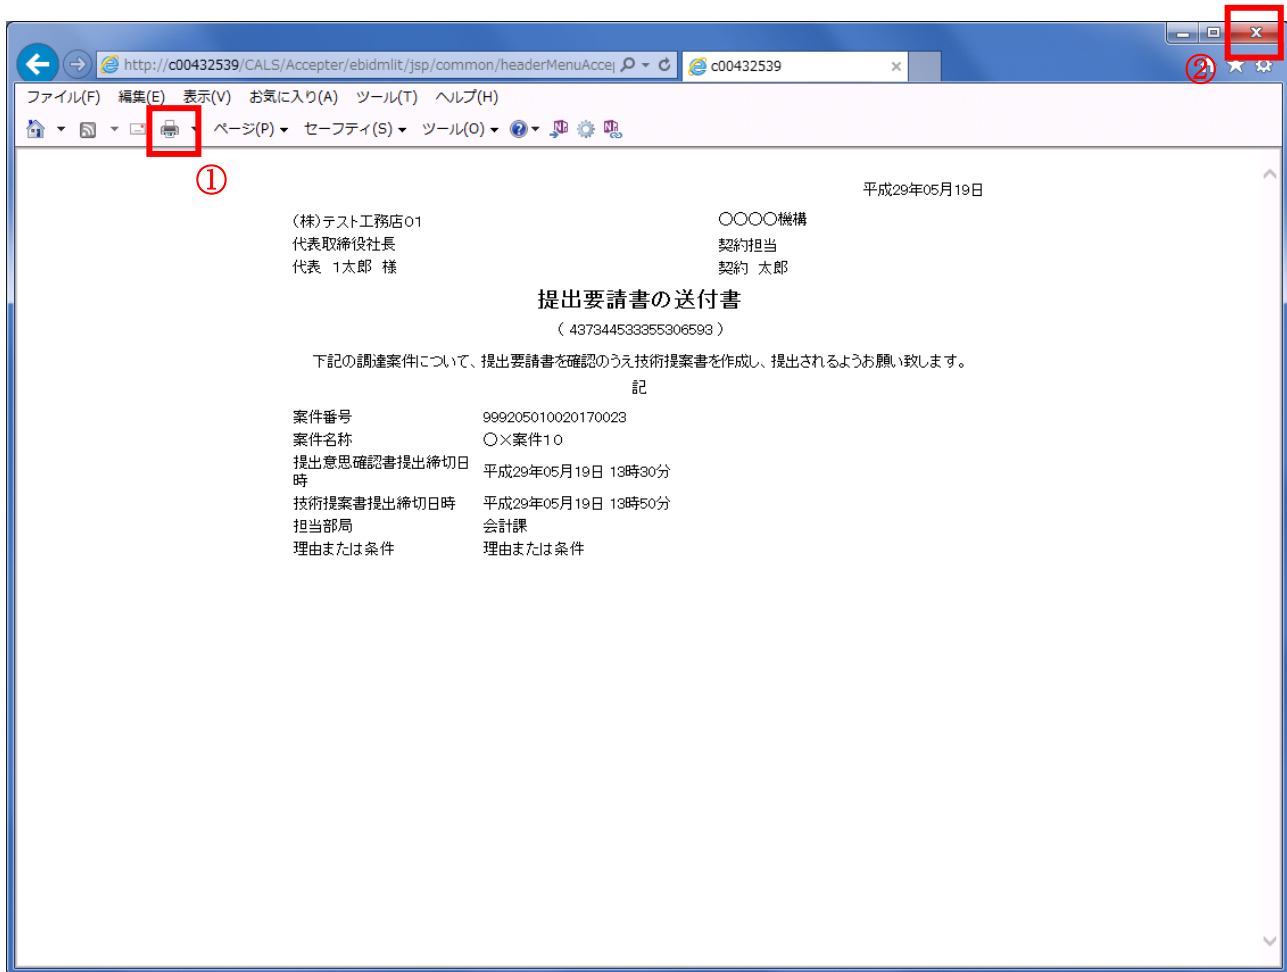 http://c00432539/CALS/Accepter/ebidmlit/jsp/common/headerMenuAccep
c00432539
②
ファイル(F) 編集(E) 表示(V) お気に入り(A) ツール(T) ヘルプ(H)
ページ(P) セーフティ(S) ツール(O)
①
平成29年05月19日
(株)テスト工務店01 〇〇〇〇機構
代表取締役社長 契約担当
代表 1太郎 様 契約 太郎
提出要請書の送付書
( 437344533355306593 )
下記の調達案件について、提出要請書を確認のうえ技術提案書を作成し、提出されるようお願い致します。
記
案件番号 999205010020170023
案件名称 〇×案件10
提出意思確認書提出締切日時 平成29年05月19日 13時30分
技術提案書提出締切日時 平成29年05月19日 13時50分
担当部局 会計課
理由または条件 理由または条件